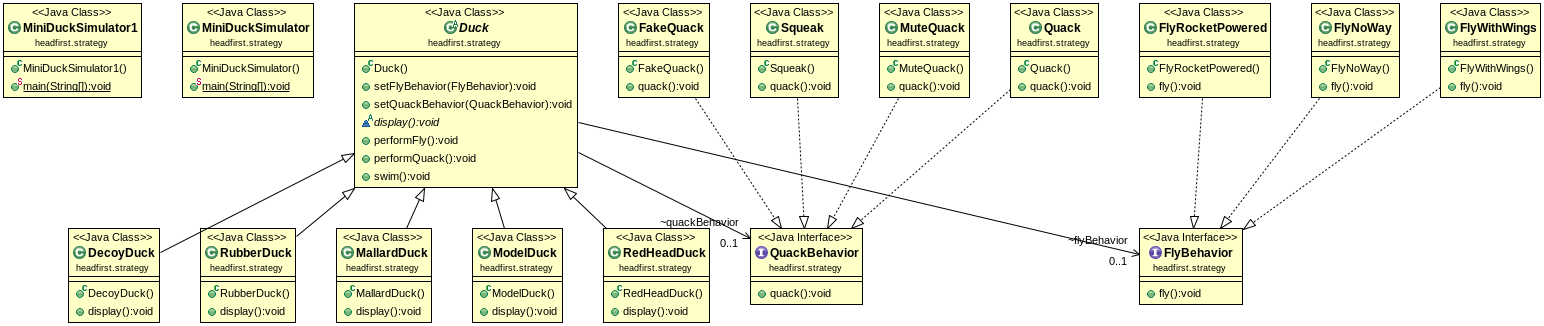 <<Java Class>>
MiniDuckSimulator1
headfirst.strategy
MiniDuckSimulator1()
main(String[]):void
<<Java Class>>
MiniDuckSimulator
headfirst.strategy
MiniDuckSimulator()
main(String[]):void
<<Java Class>>
Duck
headfirst.strategy
Duck()
setFlyBehavior(FlyBehavior):void
setQuackBehavior(QuackBehavior):void
display():void
performFly():void
performQuack():void
swim():void
<<Java Class>>
FakeQuack
headfirst.strategy
FakeQuack()
quack():void
<<Java Class>>
Squeak
headfirst.strategy
Squeak()
quack():void
<<Java Class>>
MuteQuack
headfirst.strategy
MuteQuack()
quack():void
<<Java Class>>
Quack
headfirst.strategy
Quack()
quack():void
<<Java Class>>
FlyRocketPowered
headfirst.strategy
FlyRocketPowered()
fly():void
<<Java Class>>
FlyNoWay
headfirst.strategy
FlyNoWay()
fly():void
<<Java Class>>
FlyWithWings
headfirst.strategy
FlyWithWings()
fly():void
<<Java Class>>
DecoyDuck
headfirst.strategy
DecoyDuck()
display():void
<<Java Class>>
RubberDuck
headfirst.strategy
RubberDuck()
display():void
<<Java Class>>
MallardDuck
headfirst.strategy
MallardDuck()
display():void
<<Java Class>>
ModelDuck
headfirst.strategy
ModelDuck()
display():void
<<Java Class>>
RedHeadDuck
headfirst.strategy
RedHeadDuck()
display():void
~quackBehavior
0..1
<<Java Interface>>
QuackBehavior
headfirst.strategy
quack():void
~flyBehavior
0..1
<<Java Interface>>
FlyBehavior
headfirst.strategy
fly():void